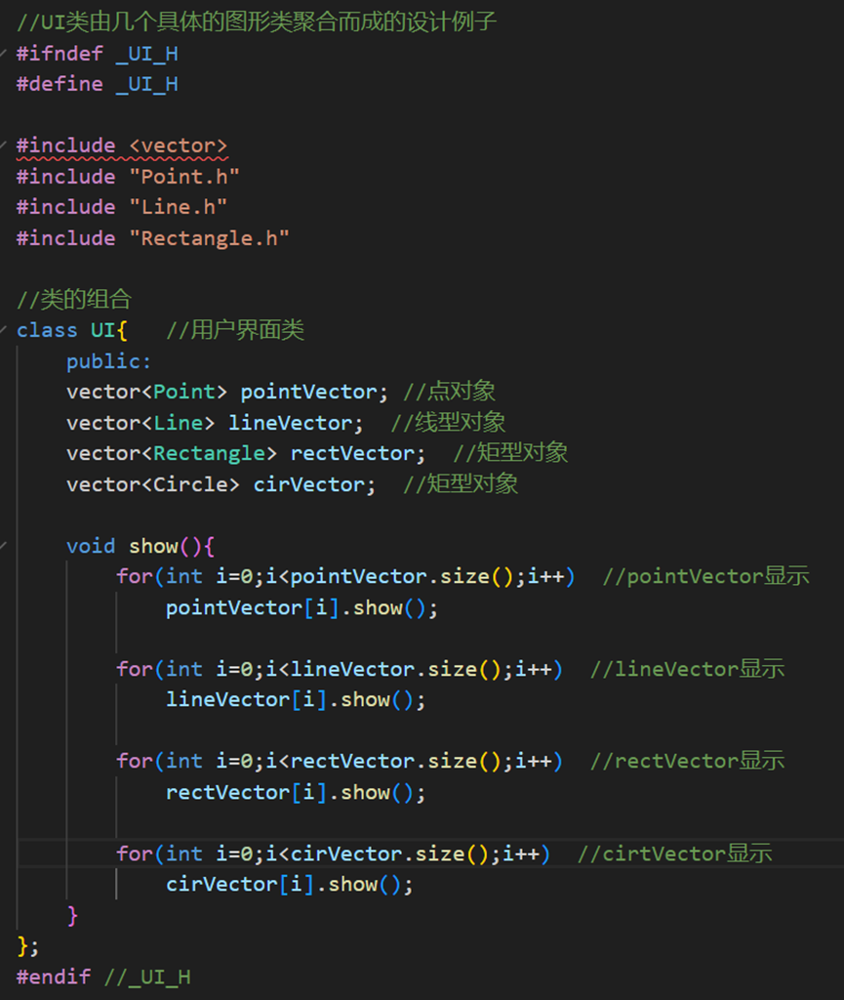 //UI类由几个具体的图形类聚合而成的设计例子
#ifndef _UI_H
#define _UI_H
#include <vector>
#include "Point.h"
#include "Line.h"
#include "Rectangle.h"
//类的组合
class UI{   //用户界面类
    public:
    vector<Point> pointVector; //点对象
    vector<Line> lineVector;  //线型对象
    vector<Rectangle> rectVector;  //矩型对象
    vector<Circle> cirVector;  //矩型对象
    void show(){
        for(int i=0;i<pointVector.size();i++)  //pointVector显示
            pointVector[i].show();
        for(int i=0;i<lineVector.size();i++)  //lineVector显示
            lineVector[i].show();
        for(int i=0;i<rectVector.size();i++)  //rectVector显示
            rectVector[i].show();
        for(int i=0;i<cirVector.size();i++)  //cirtVector显示
            cirVector[i].show();
    }
};
#endif //_UI_H